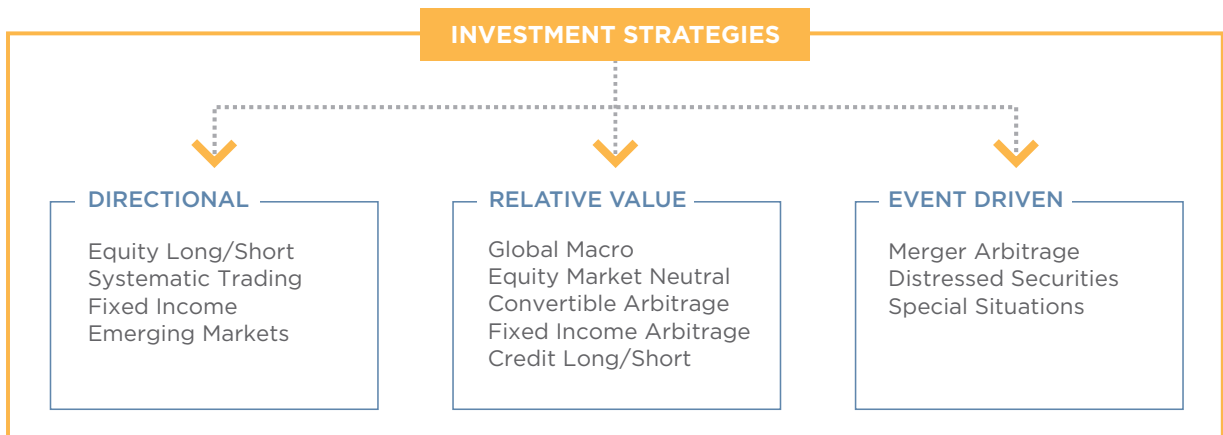 INVESTMENT STRATEGIES
DIRECTIONAL
Equity Long/Short
Systematic Trading
Fixed Income
Emerging Markets
RELATIVE VALUE
Global Macro
Equity Market Neutral
Convertible Arbitrage
Fixed Income Arbitrage
Credit Long/Short
EVENT DRIVEN
Merger Arbitrage
Distressed Securities
Special Situations